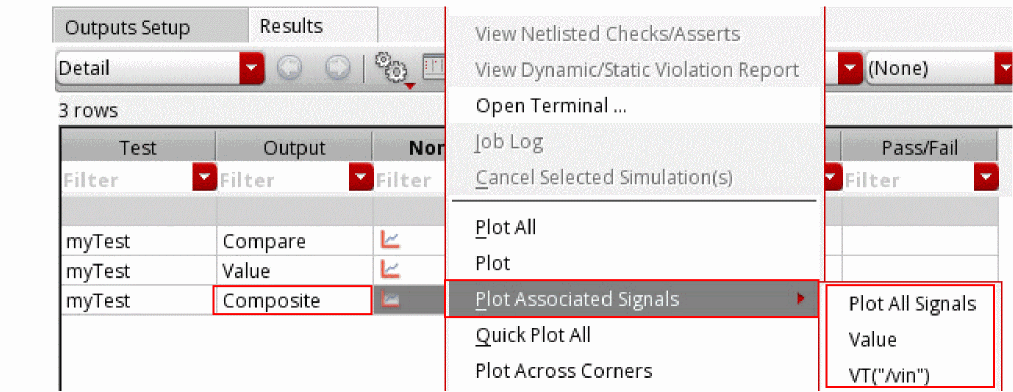 Outputs Setup
Results
Detail
(None)
3 rows
Test
Output
Nor
Pass/Fail
Filter
Filter
Filter
Filter
myTest
Compare
myTest
Value
myTest
Composite
View Netlisted Checks/Asserts
View Dynamic/Static Violation Report
Open Terminal ...
Job Log
Cancel Selected Simulation(s)
Plot All
Plot
Plot Associated Signals
Quick Plot All
Plot Across Corners
Plot All Signals
Value
VT("/vin")